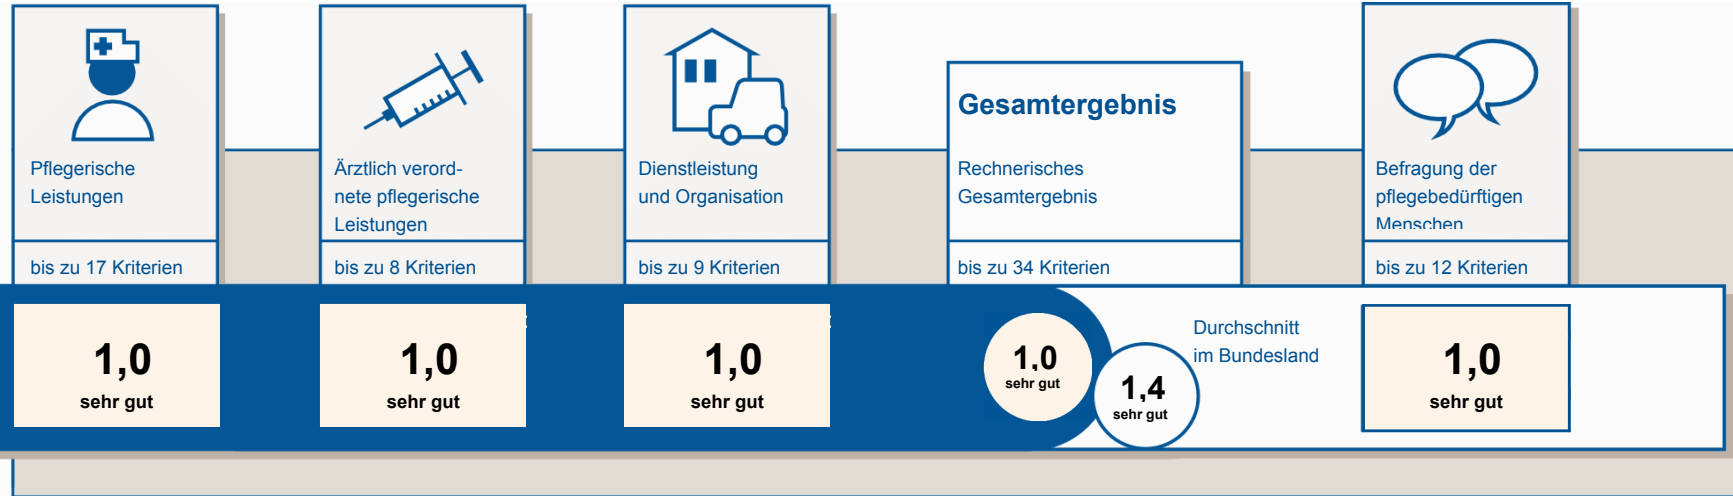 Pflegerische
Leistungen
bis zu 17 Kriterien
1,0
sehr gut
Ärztlich verord-
nete pflegerische
Leistungen
bis zu 8 Kriterien
1,0
sehr gut
Dienstleistung
und Organisation
bis zu 9 Kriterien
1,0
sehr gut
Gesamtergebnis
Rechnerisches
Gesamtergebnis
bis zu 34 Kriterien
1,0
sehr gut
1,4
sehr gut
Durchschnitt
im Bundesland
Befragung der
pflegebedürftigen
Menschen
bis zu 12 Kriterien
1,0
sehr gut